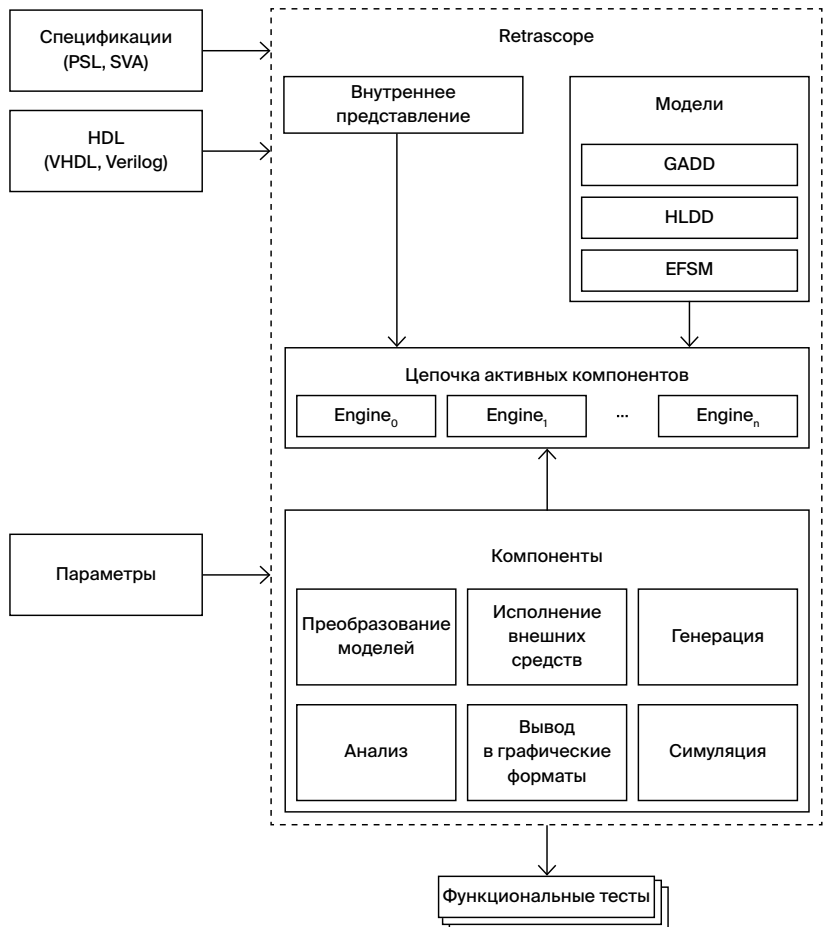 Спецификации
(PSL, SVA)
HDL
(VHDL, Verilog)
Параметры
Retrascope
Внутреннее
представление
Модели
GADD
HLDD
EFSM
Цепочка активных компонентов
Engine₀
Engine₁
...
Engineₙ
Компоненты
Преобразование
моделей
Исполнение
внешних
средств
Генерация
Анализ
Вывод
в графические
форматы
Симуляция
Функциональные тесты